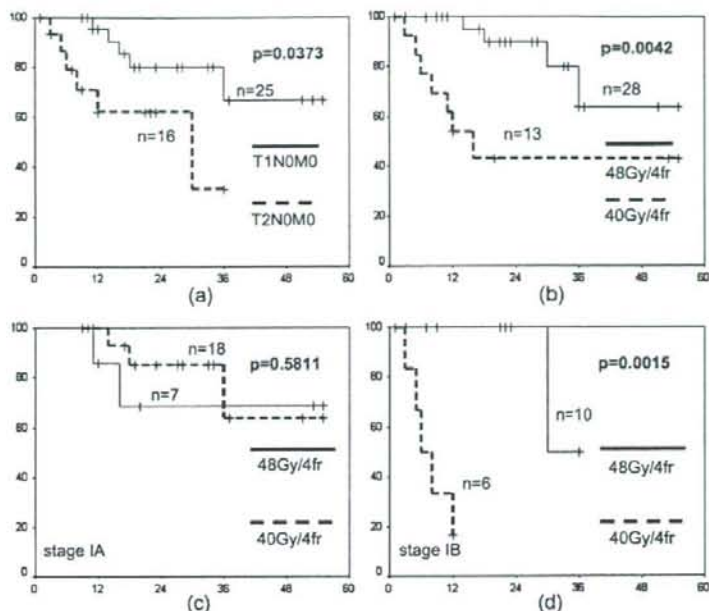 100
80
60
40
20
0
p=0.0373
n=25
n=16
T1N0M0
T2N0M0
0 12 24 36 48 60
(a)
100
80
60
40
20
0
p=0.0042
n=28
n=13
48Gy/4fr
40Gy/4fr
0 12 24 36 48 60
(b)
100
80
60
40
20
0
n=18
p=0.5811
n=7
48Gy/4fr
40Gy/4fr
stage IA
0 12 24 36 48 60
(c)
100
80
60
40
20
0
p=0.0015
n=10
n=6
48Gy/4fr
40Gy/4fr
stage IB
0 12 24 36 48 60
(d)